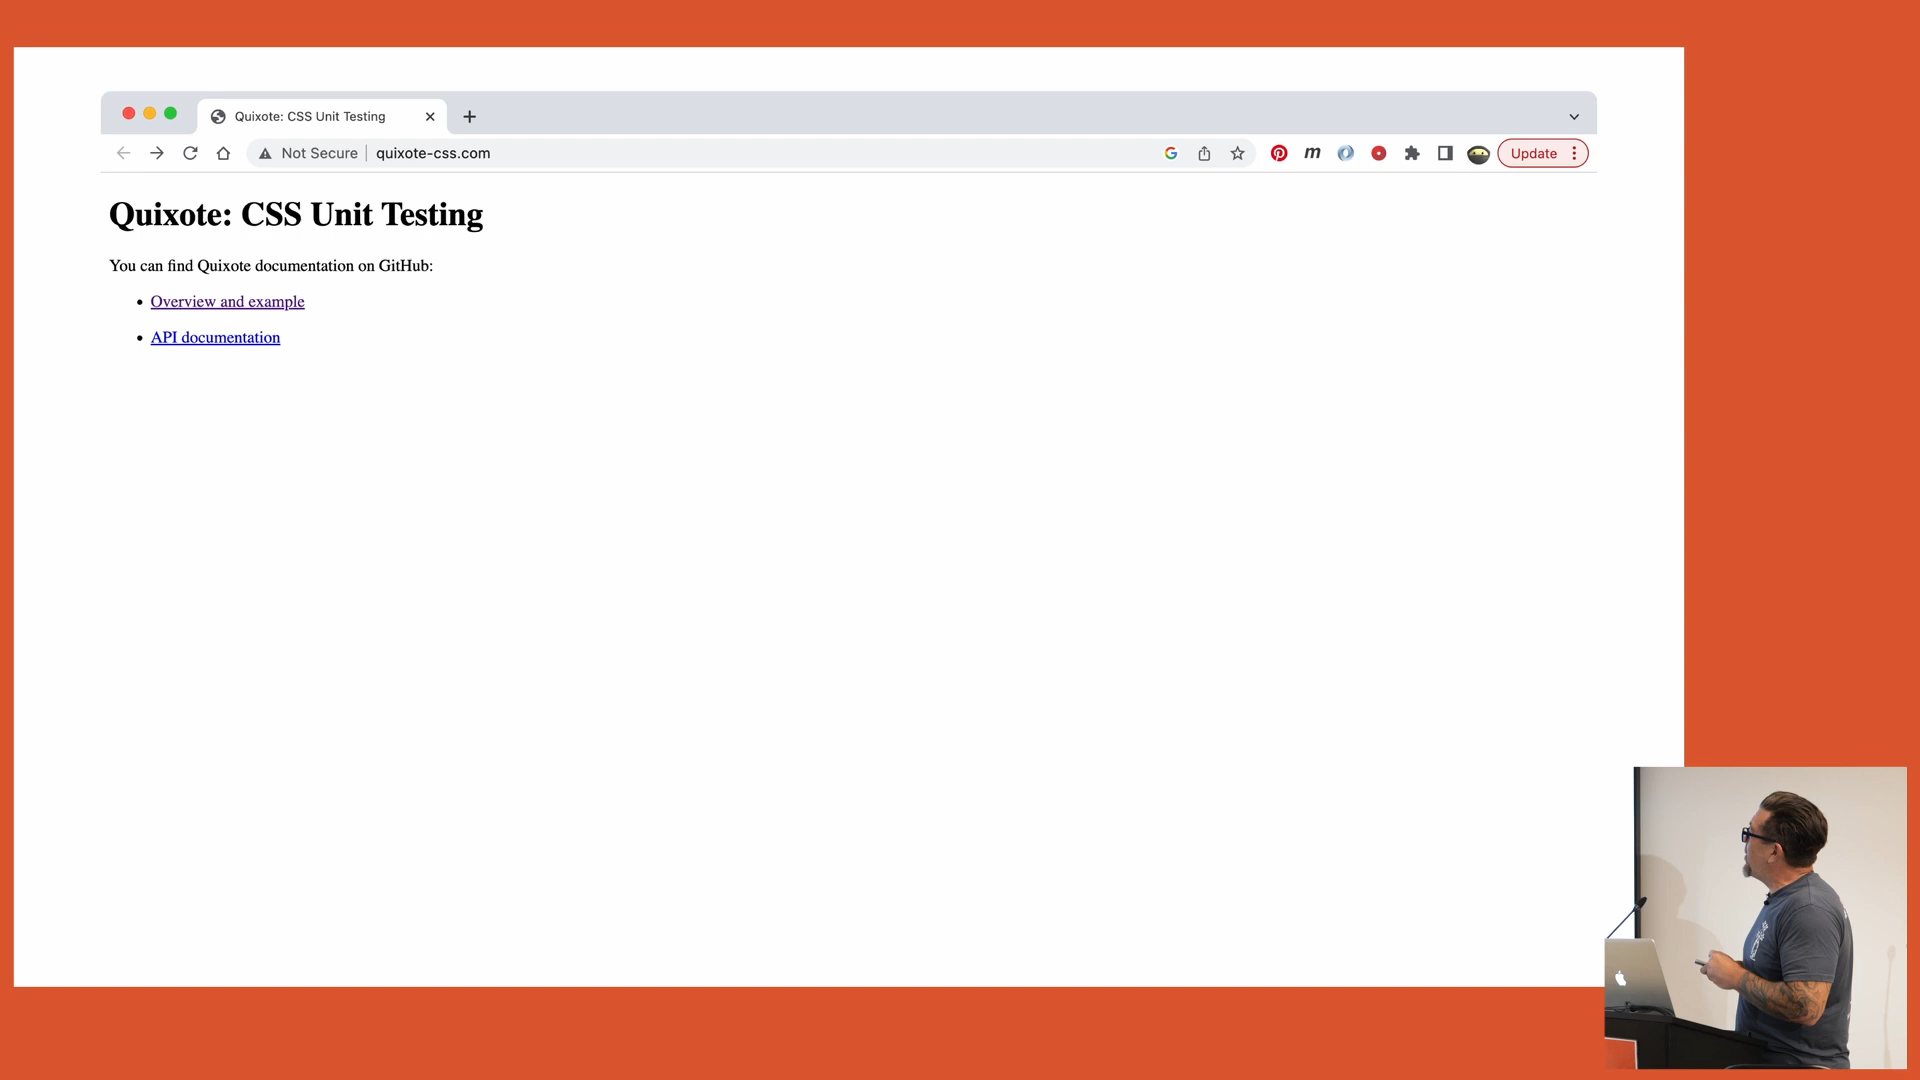 Quixote: CSS Unit Testing
Not Secure
quixote-css.com
Update
Quixote: CSS Unit Testing
You can find Quixote documentation on GitHub:
Overview and example
API documentation